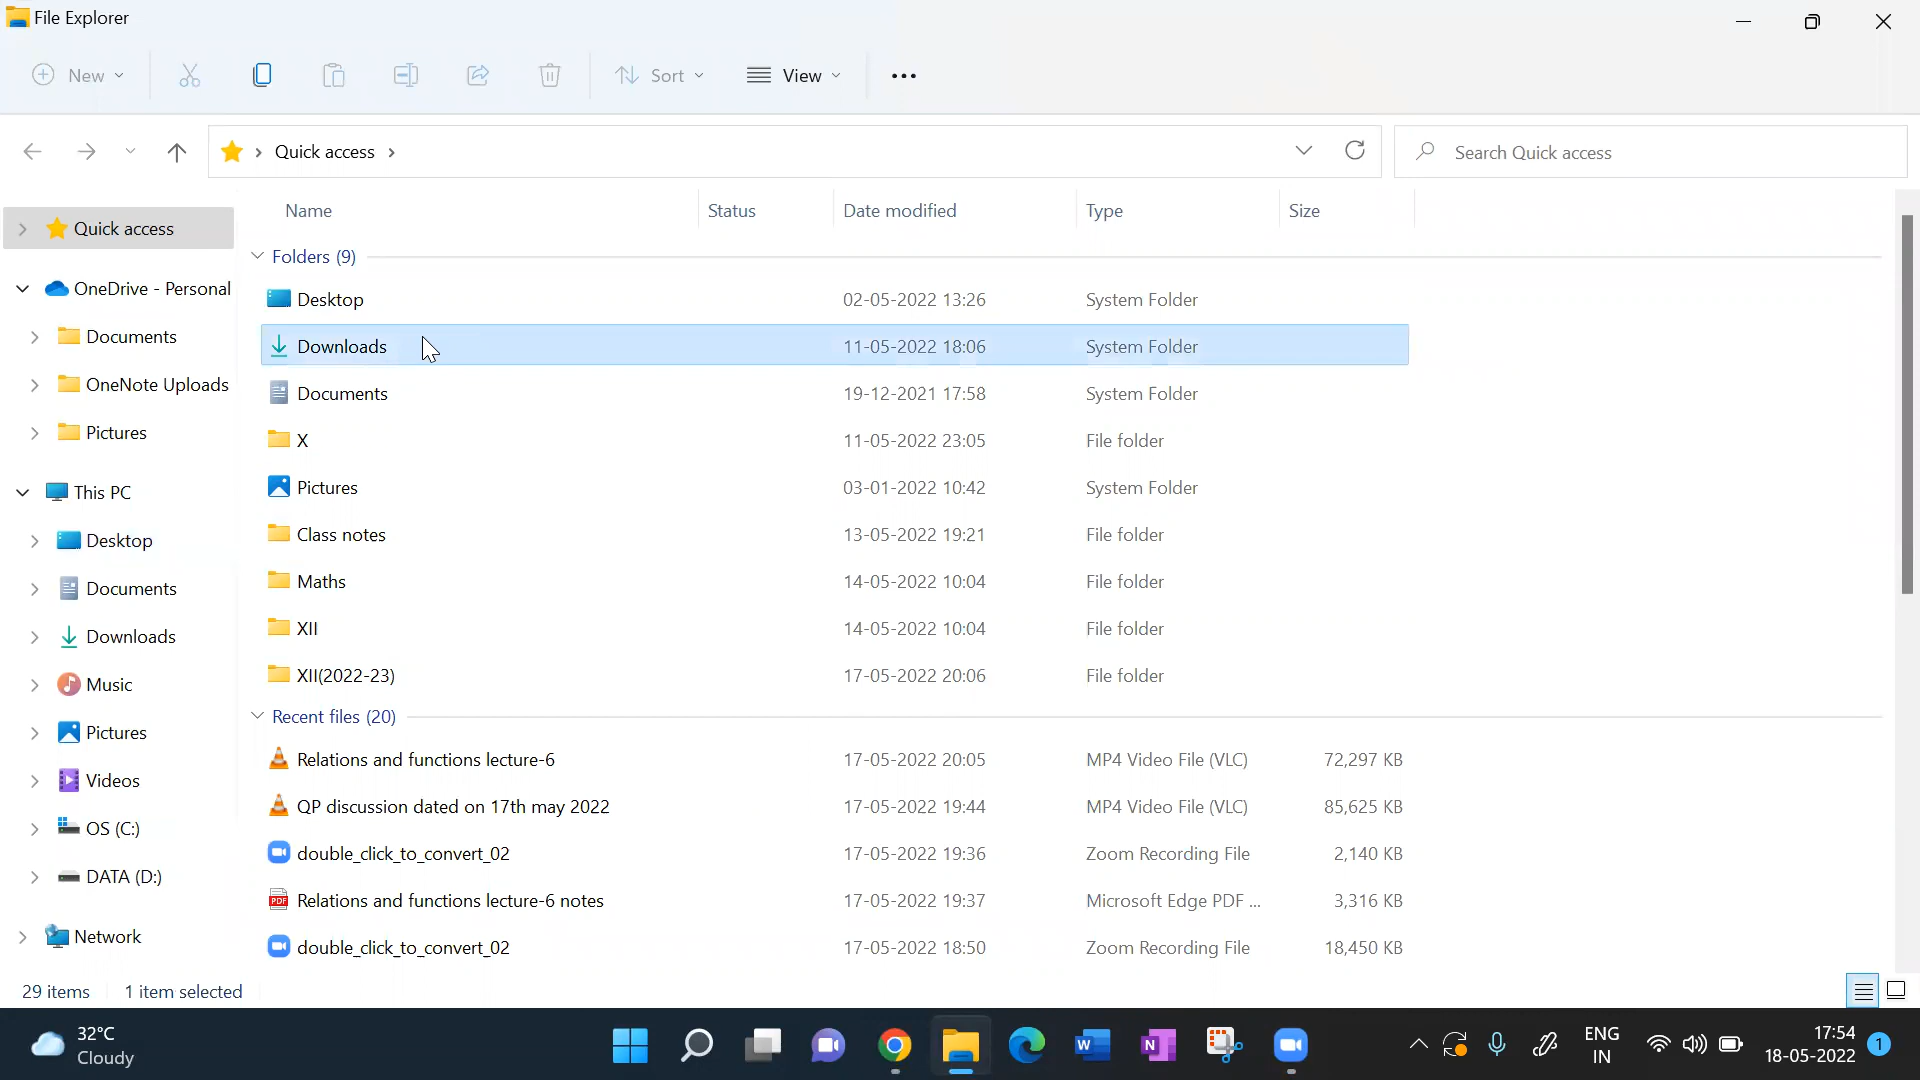 File Explorer
New
Sort
View
Quick access
Search Quick access
Name Status Date modified Type Size
Quick access
OneDrive - Personal
Documents
OneNote Uploads
Pictures
This PC
Desktop
Documents
Downloads
Music
Pictures
Videos
OS (C:)
DATA (D:)
Network
Folders (9)
Desktop 02-05-2022 13:26 System Folder
Downloads 11-05-2022 18:06 System Folder
Documents 19-12-2021 17:58 System Folder
X 11-05-2022 23:05 File folder
Pictures 03-01-2022 10:42 System Folder
Class notes 13-05-2022 19:21 File folder
Maths 14-05-2022 10:04 File folder
XII 14-05-2022 10:04 File folder
XII(2022-23) 17-05-2022 20:06 File folder
Recent files (20)
Relations and functions lecture-6 17-05-2022 20:05 MP4 Video File (VLC) 72,297 KB
QP discussion dated on 17th may 2022 17-05-2022 19:44 MP4 Video File (VLC) 85,625 KB
double_click_to_convert_02 17-05-2022 19:36 Zoom Recording File 2,140 KB
PDF Relations and functions lecture-6 notes 17-05-2022 19:37 Microsoft Edge PDF ... 3,316 KB
double_click_to_convert_02 17-05-2022 18:50 Zoom Recording File 18,450 KB
29 items 1 item selected
32°C
Cloudy
W
N
ENG
IN
17:54
18-05-2022
1